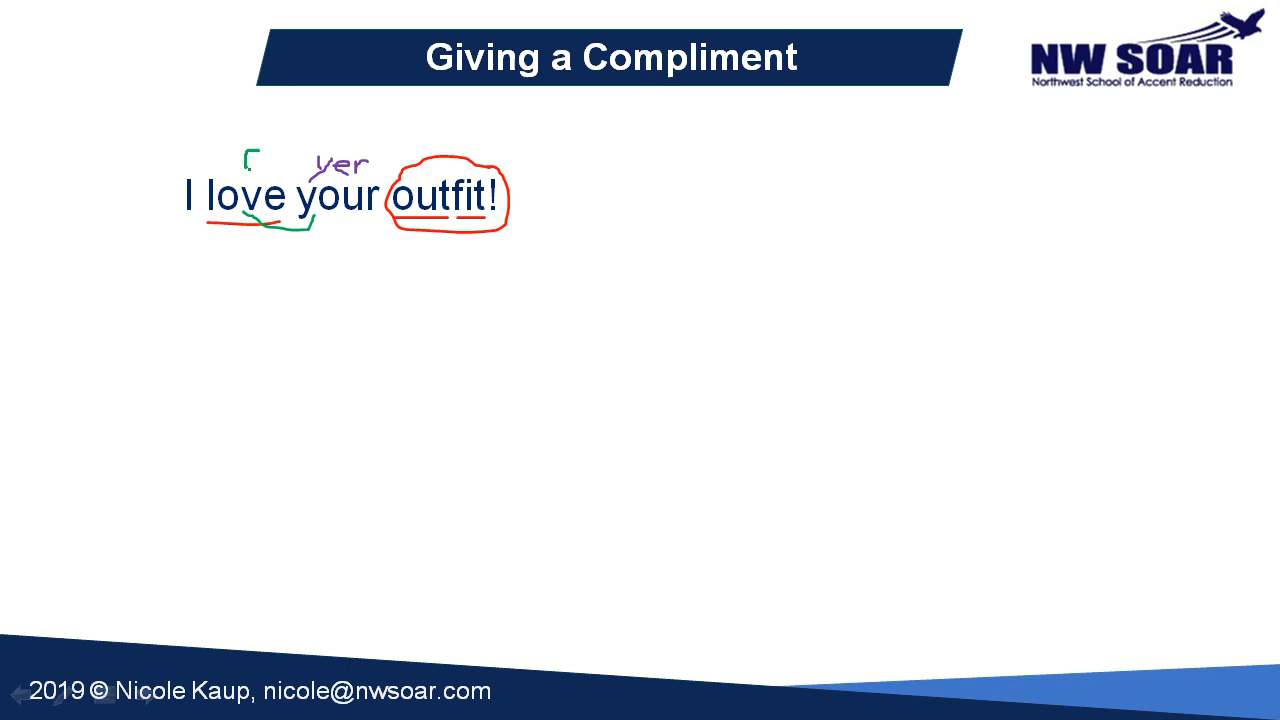 Giving a Compliment
NW SOAR
Northwest School of Accent Reduction
yer
I love your outfit!
2019 © Nicole Kaup, nicole@nwsoar.com